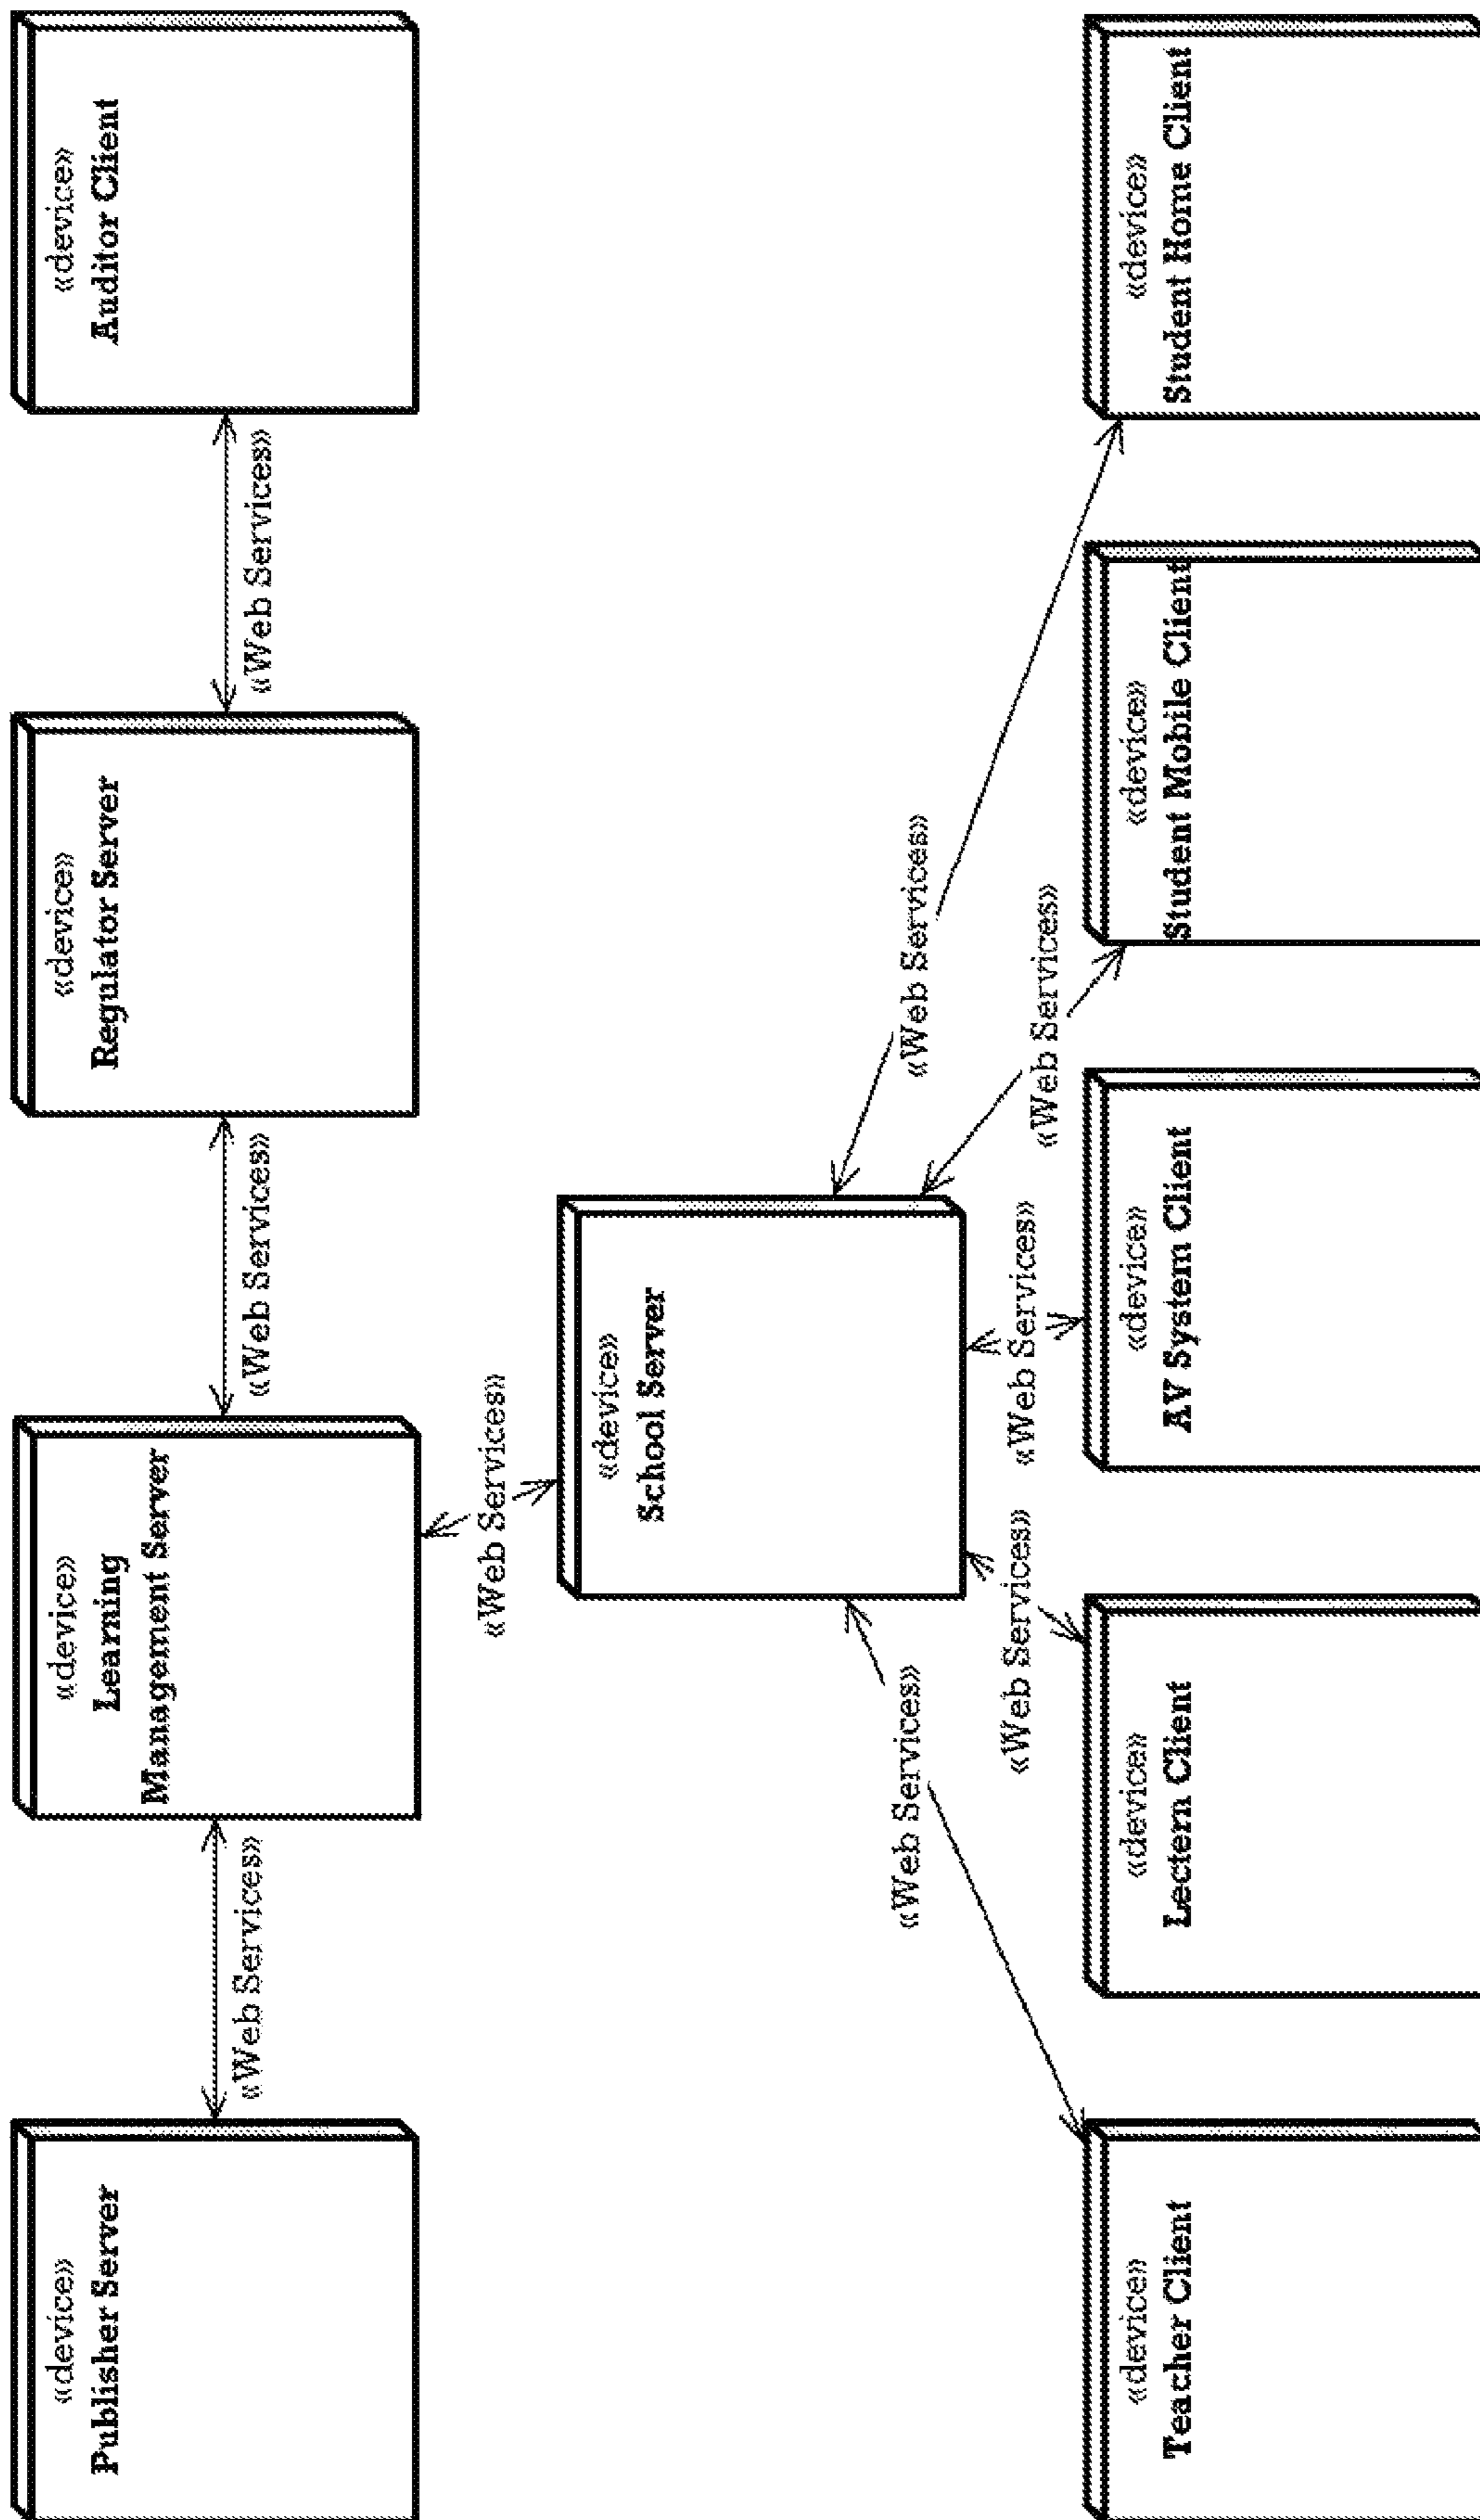 «device»
Publisher Server
«Web Services»
«device»
Learning
Management Server
«Web Services»
«device»
Regulator Server
«Web Services»
«device»
Auditor Client
«Web Services»
«device»
School Server
«Web Services»
«Web Services»
«Web Services»
«Web Services»
«Web Services»
«device»
Teacher Client
«device»
Lectern Client
«device»
AV System Client
«device»
Student Mobile Client
«device»
Student Home Client